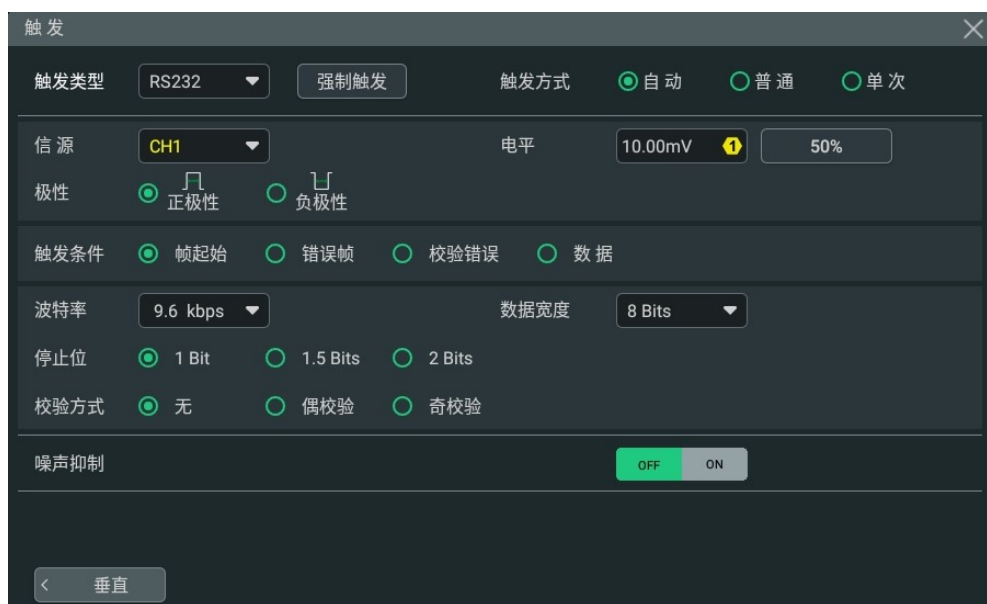 触发
触发类型 RS232 强制触发 触发方式 自动 普通 单次
信源 CH1 电平 10.00mV 1 50%
极性 正极性 负极性
触发条件 帧起始 错误帧 校验错误 数据
波特率 9.6 kbps 数据宽度 8 Bits
停止位 1 Bit 1.5 Bits 2 Bits
校验方式 无 偶校验 奇校验
噪声抑制 OFF ON
垂直